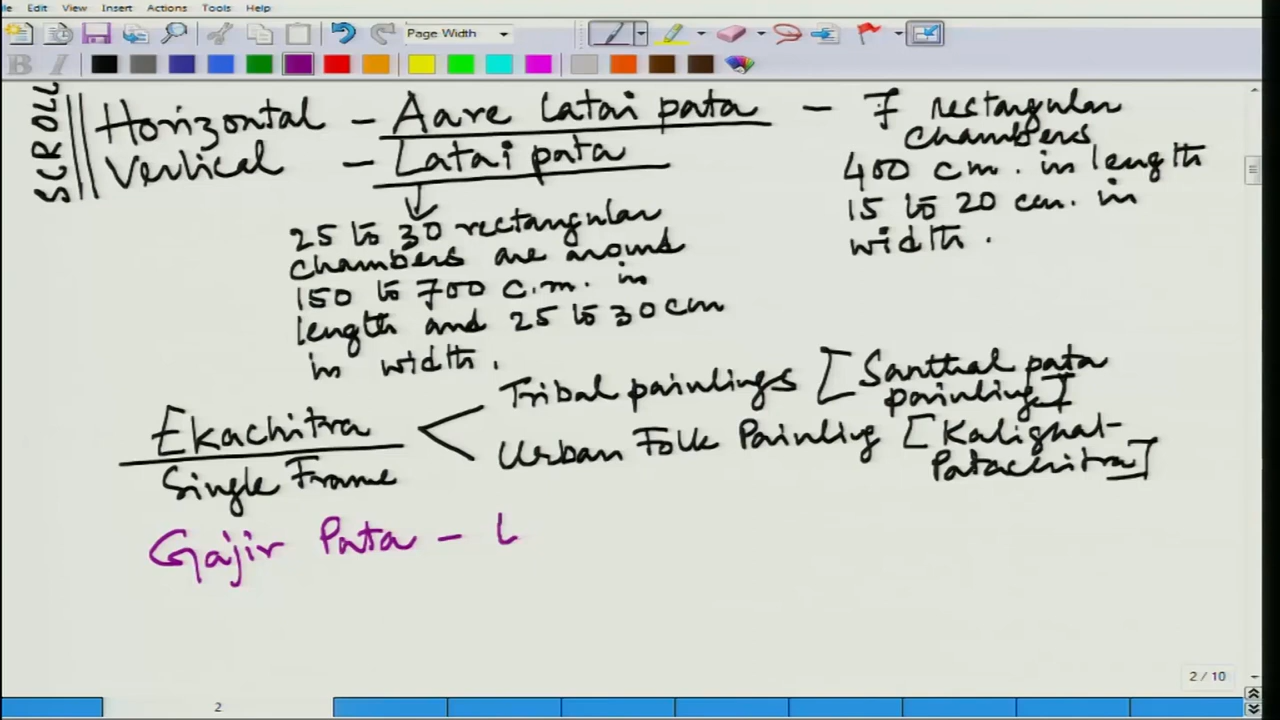 Edit View Insert Actions Tools Help
Page Width
B I
SCROLL
Horizontal - Aare Latai pata - 7 rectangular
chambers
400 cm. in length
15 to 20 cm. in
width.
Vertical - Latai pata
25 to 30 rectangular
chambers are around
150 to 700 c.m. in
length and 25 to 30 cm
in width.
Ekachitra
Single Frame
Tribal paintings [Santhal pata
painting]
Urban Folk Painting [Kalighat-
Patachitra]
Gajir Pata - L
2 / 10
2